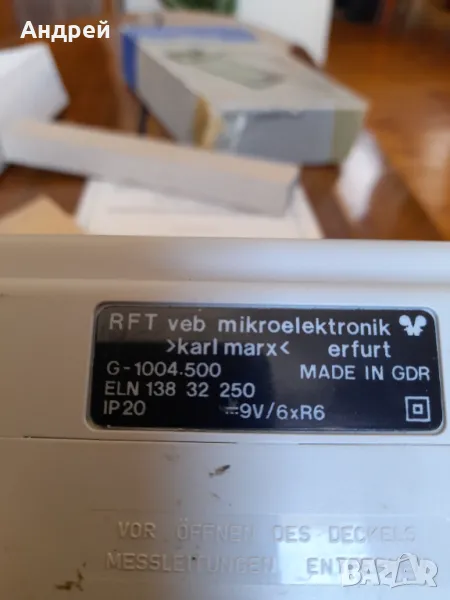 Андрей
RFT veb mikroelektronik
>karl marx< erfurt
G-1004.500 MADE IN GDR
ELN 138 32 250
IP20 ⎓9V/6xR6
VOR ÖFFNEN DES DECKELS
MESSLEITUNGEN
BAZAR